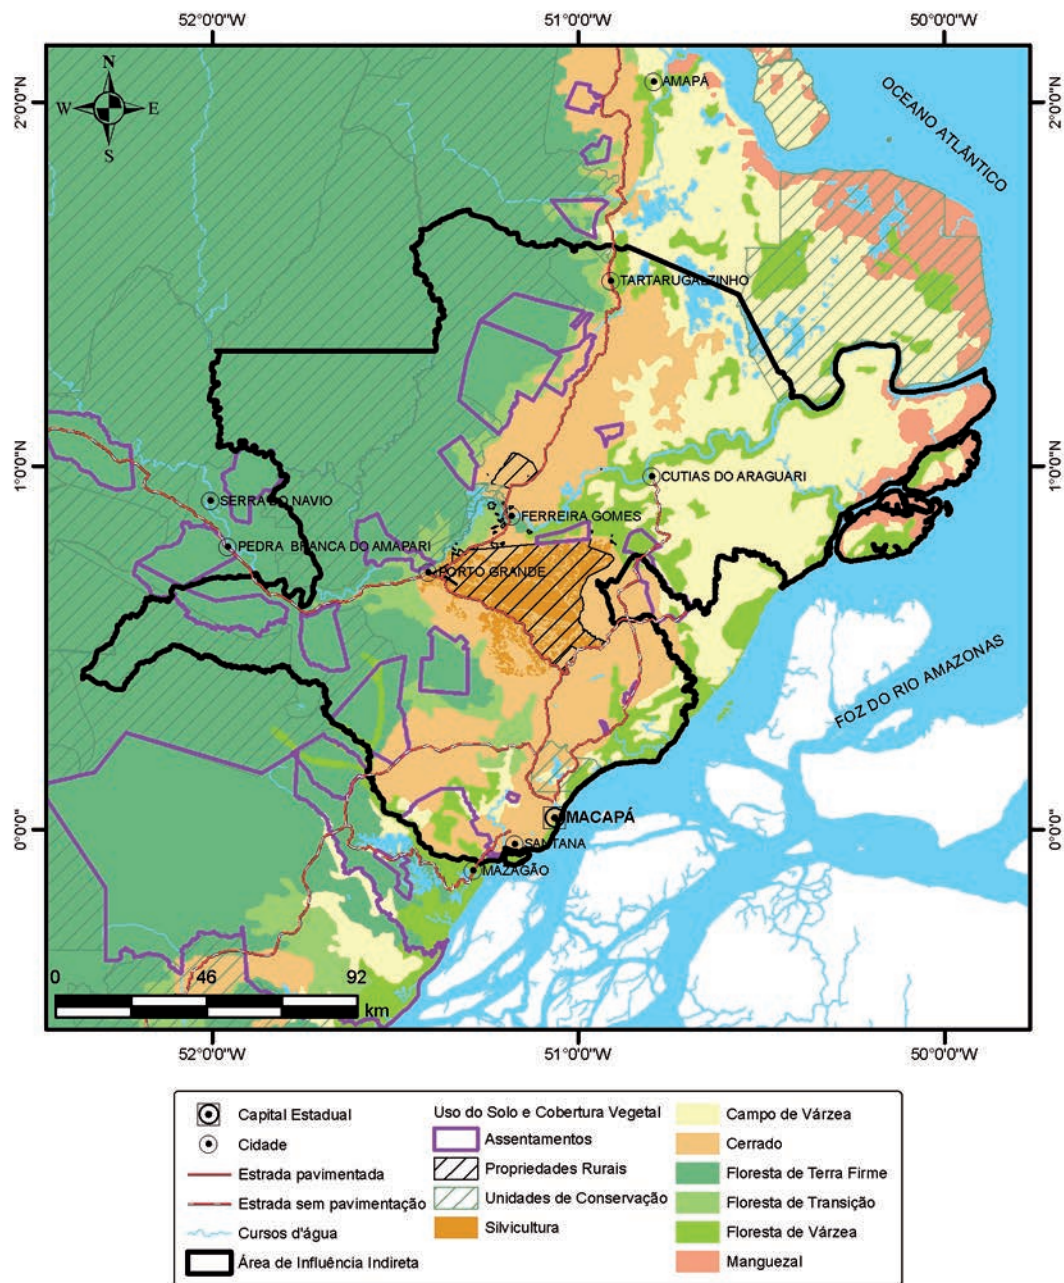 52°0'0"W 51°0'0"W 50°0'0"W
N
W E
S
2°0'0"N 2°0'0"N
AMAPÁ
OCEANO ATLÂNTICO
TARTARUGALZINHO
1°0'0"N 1°0'0"N
CUTIAS DO ARAGUARI
SERRA DO NAVIO
FERREIRA GOMES
PEDRA BRANCA DO AMAPARI
PORTO GRANDE
FOZ DO RIO AMAZONAS
MACAPÁ
0°0'0" 0°0'0"
SANTANA
MAZAGÃO
0 46 92
km
52°0'0"W 51°0'0"W 50°0'0"W
Capital Estadual
Cidade
Estrada pavimentada
Estrada sem pavimentação
Cursos d'água
Área de Influência Indireta
Uso do Solo e Cobertura Vegetal
Assentamentos
Propriedades Rurais
Unidades de Conservação
Silvicultura
Campo de Várzea
Cerrado
Floresta de Terra Firme
Floresta de Transição
Floresta de Várzea
Manguezal